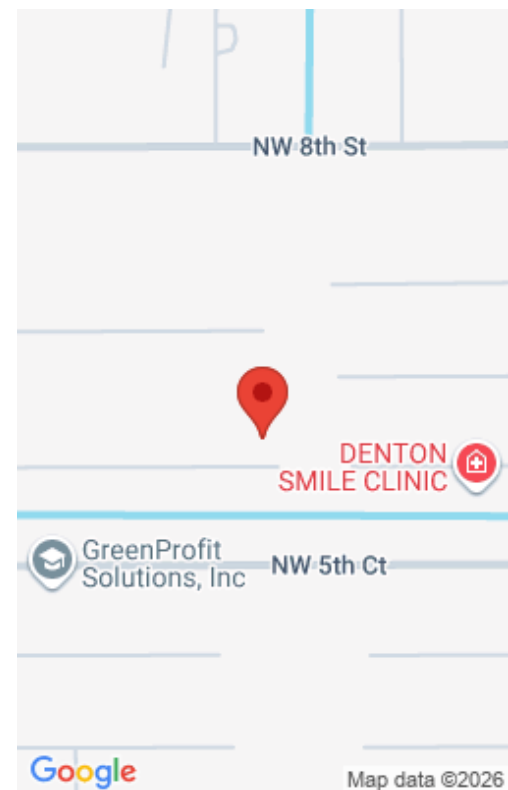 NW 8th St
DENTON
SMILE CLINIC
GreenProfit
Solutions, Inc
NW 5th Ct
Google
Map data ©2026